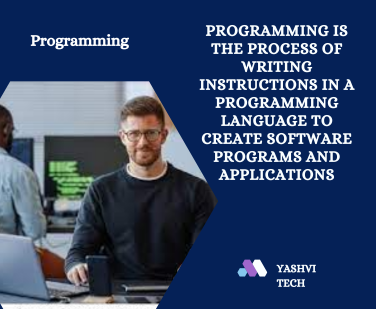 Programming
PROGRAMMING IS
THE PROCESS OF
WRITING
INSTRUCTIONS IN A
PROGRAMMING
LANGUAGE TO
CREATE SOFTWARE
PROGRAMS AND
APPLICATIONS
YASHVI
TECH